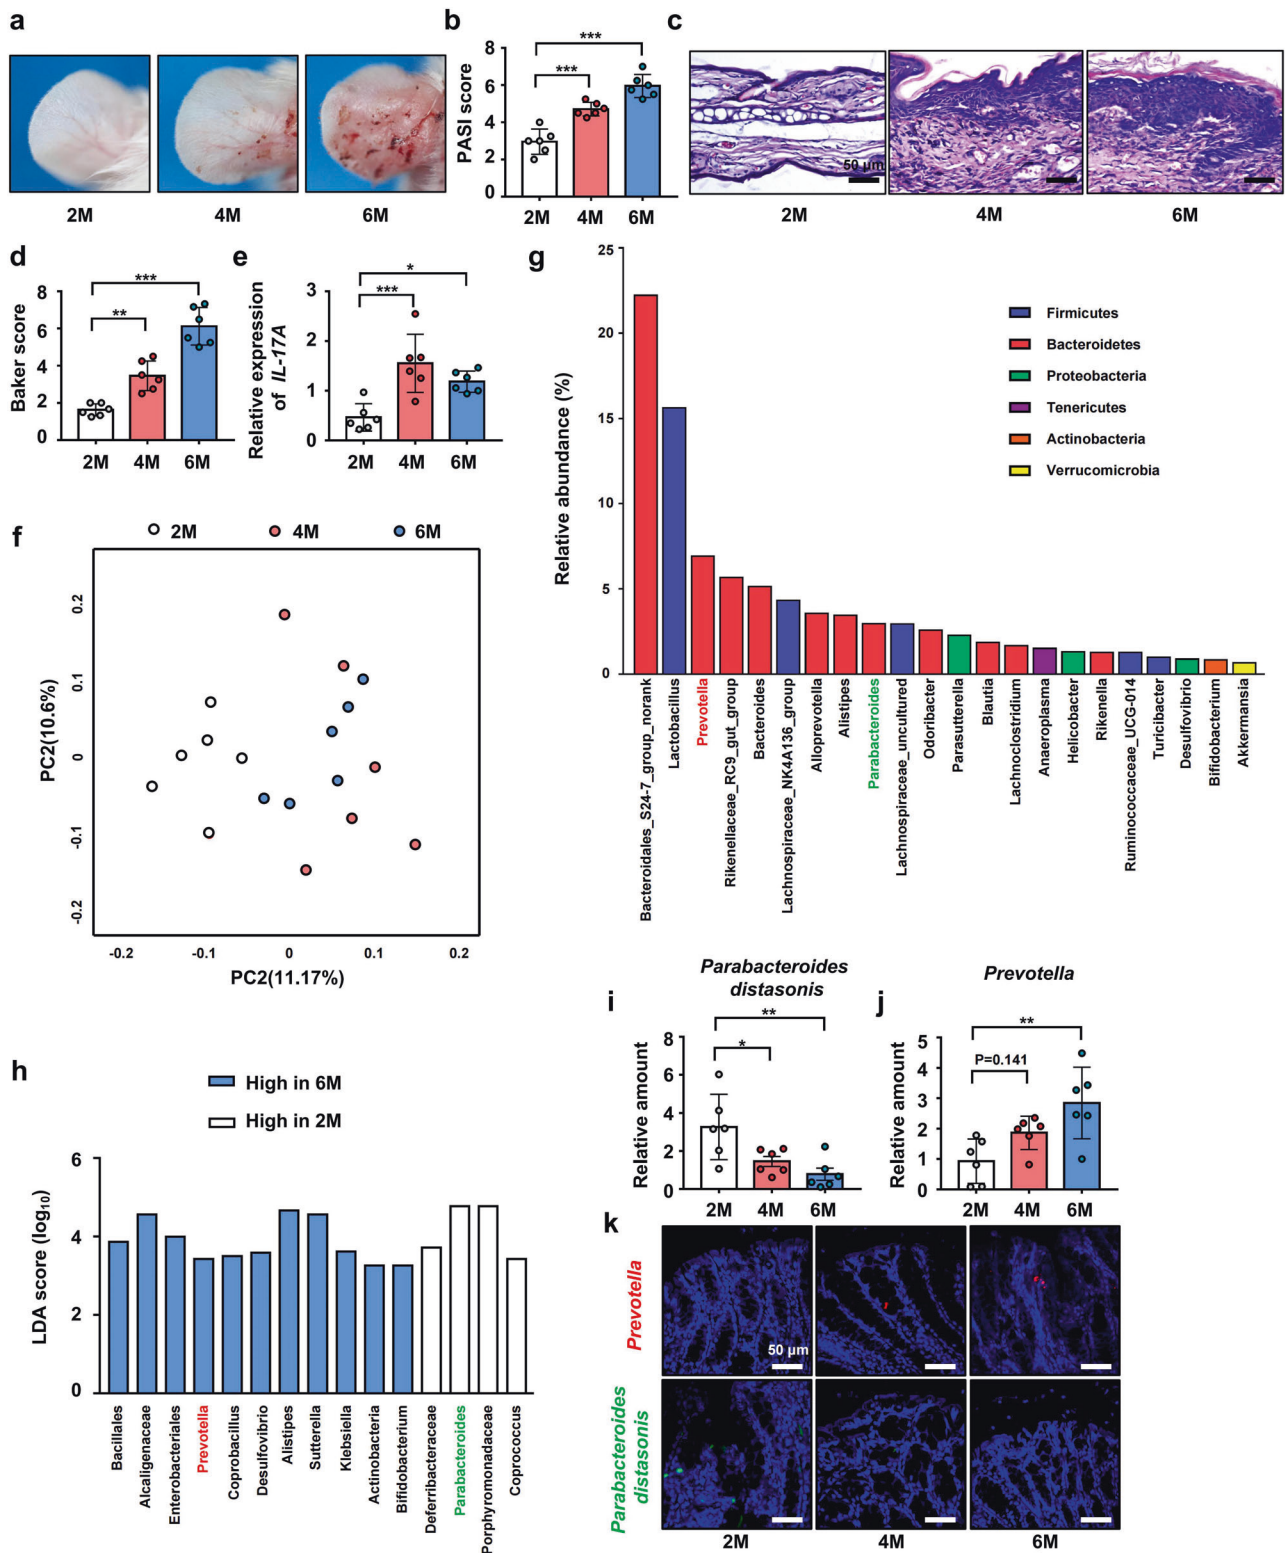 a
2M
4M
6M
b
PASI score
8
6
4
2
0
***
***
2M
4M
6M
c
50 µm
2M
4M
6M
d
Baker score
8
6
4
2
0
***
**
2M
4M
6M
e
Relative expression
of IL-17A
3
2
1
0
*
***
2M
4M
6M
g
Relative abundance (%)
25
20
15
10
5
0
Firmicutes
Bacteroidetes
Proteobacteria
Tenericutes
Actinobacteria
Verrucomicrobia
Bacteroidales_S24-7_group_norank
Lactobacillus
Prevotella
Rikenellaceae_RC9_gut_group
Bacteroides
Lachnospiraceae_NK4A136_group
Alloprevotella
Alistipes
Parabacteroides
Lachnospiraceae_uncultured
Odoribacter
Parasutterella
Blautia
Lachnoclostridium
Anaeroplasma
Helicobacter
Rikenella
Ruminococcaceae_UCG-014
Turicibacter
Desulfovibrio
Bifidobacterium
Akkermansia
f
2M
4M
6M
PC2(10.6%)
0.2
0.1
0
-0.1
-0.2
-0.2
-0.1
0
0.1
0.2
PC2(11.17%)
h
High in 6M
High in 2M
LDA score (log₁₀)
6
4
2
0
Bacillales
Alcaligenaceae
Enterobacteriales
Prevotella
Coprobacillus
Desulfovibrio
Alistipes
Sutterella
Klebsiella
Actinobacteria
Bifidobacterium
Deferribacteraceae
Parabacteroides
Porphyromonadaceae
Coprococcus
i
Parabacteroides
distasonis
Relative amount
8
6
4
2
0
**
*
2M
4M
6M
j
Prevotella
Relative amount
5
4
3
2
1
0
**
P=0.141
2M
4M
6M
k
Prevotella
50 µm
Parabacteroides
distasonis
2M
4M
6M